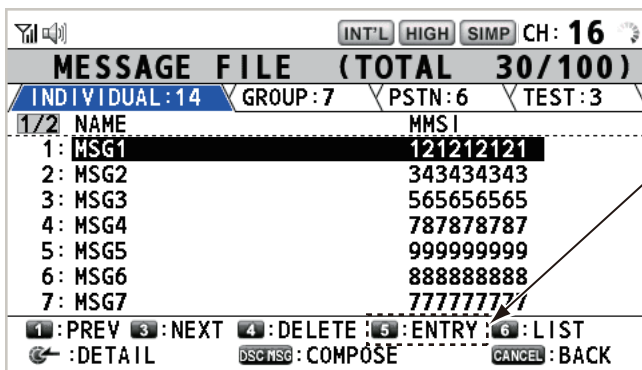 INT'L HIGH SIMP CH: 16
MESSAGE FILE (TOTAL 30/100)
INDIVIDUAL:14 GROUP:7 PSTN:6 TEST:3
1/2 NAME MMSI
1: MSG1 121212121
2: MSG2 343434343
3: MSG3 565656565
4: MSG4 787878787
5: MSG5 999999999
6: MSG6 888888888
7: MSG7 777777777
1 :PREV 3 :NEXT 4 :DELETE 5 :ENTRY 6 :LIST
:DETAIL DSC MSG :COMPOSE CANCEL :BACK